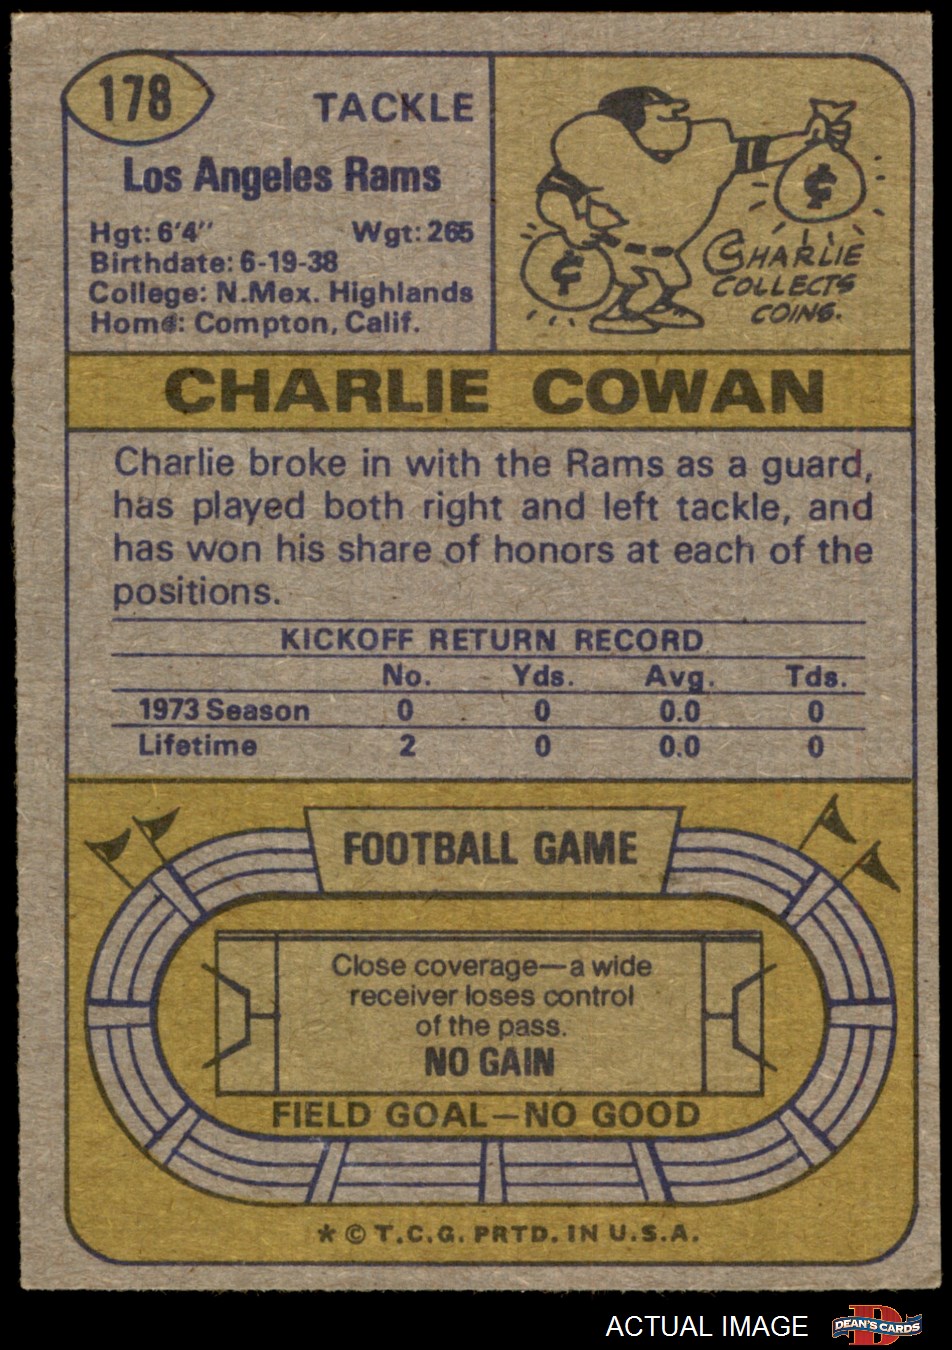 178
TACKLE
Los Angeles Rams
Hgt: 6'4" Wgt: 265
Birthdate: 6-19-38
College: N.Mex. Highlands
Home: Compton, Calif.
¢
¢
CHARLIE
COLLECTS
COINS.
CHARLIE COWAN
Charlie broke in with the Rams as a guard,
has played both right and left tackle, and
has won his share of honors at each of the
positions.
KICKOFF RETURN RECORD
No. Yds. Avg. Tds.
1973 Season 0 0 0.0 0
Lifetime 2 0 0.0 0
FOOTBALL GAME
Close coverage—a wide
receiver loses control
of the pass.
NO GAIN
FIELD GOAL—NO GOOD
* © T.C.G. PRTD. IN U.S.A.
ACTUAL IMAGE
D
DEAN'S CARDS